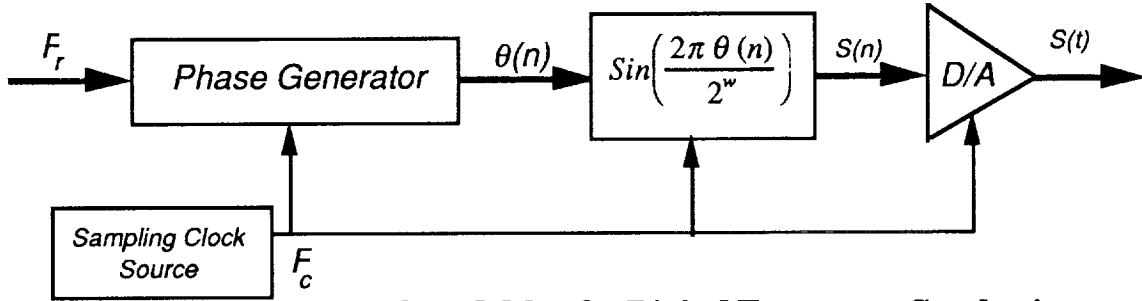 F_r
Phase Generator
θ(n)
Sin(2π θ(n) / 2^w)
S(n)
D/A
S(t)
Sampling Clock
Source
F_c